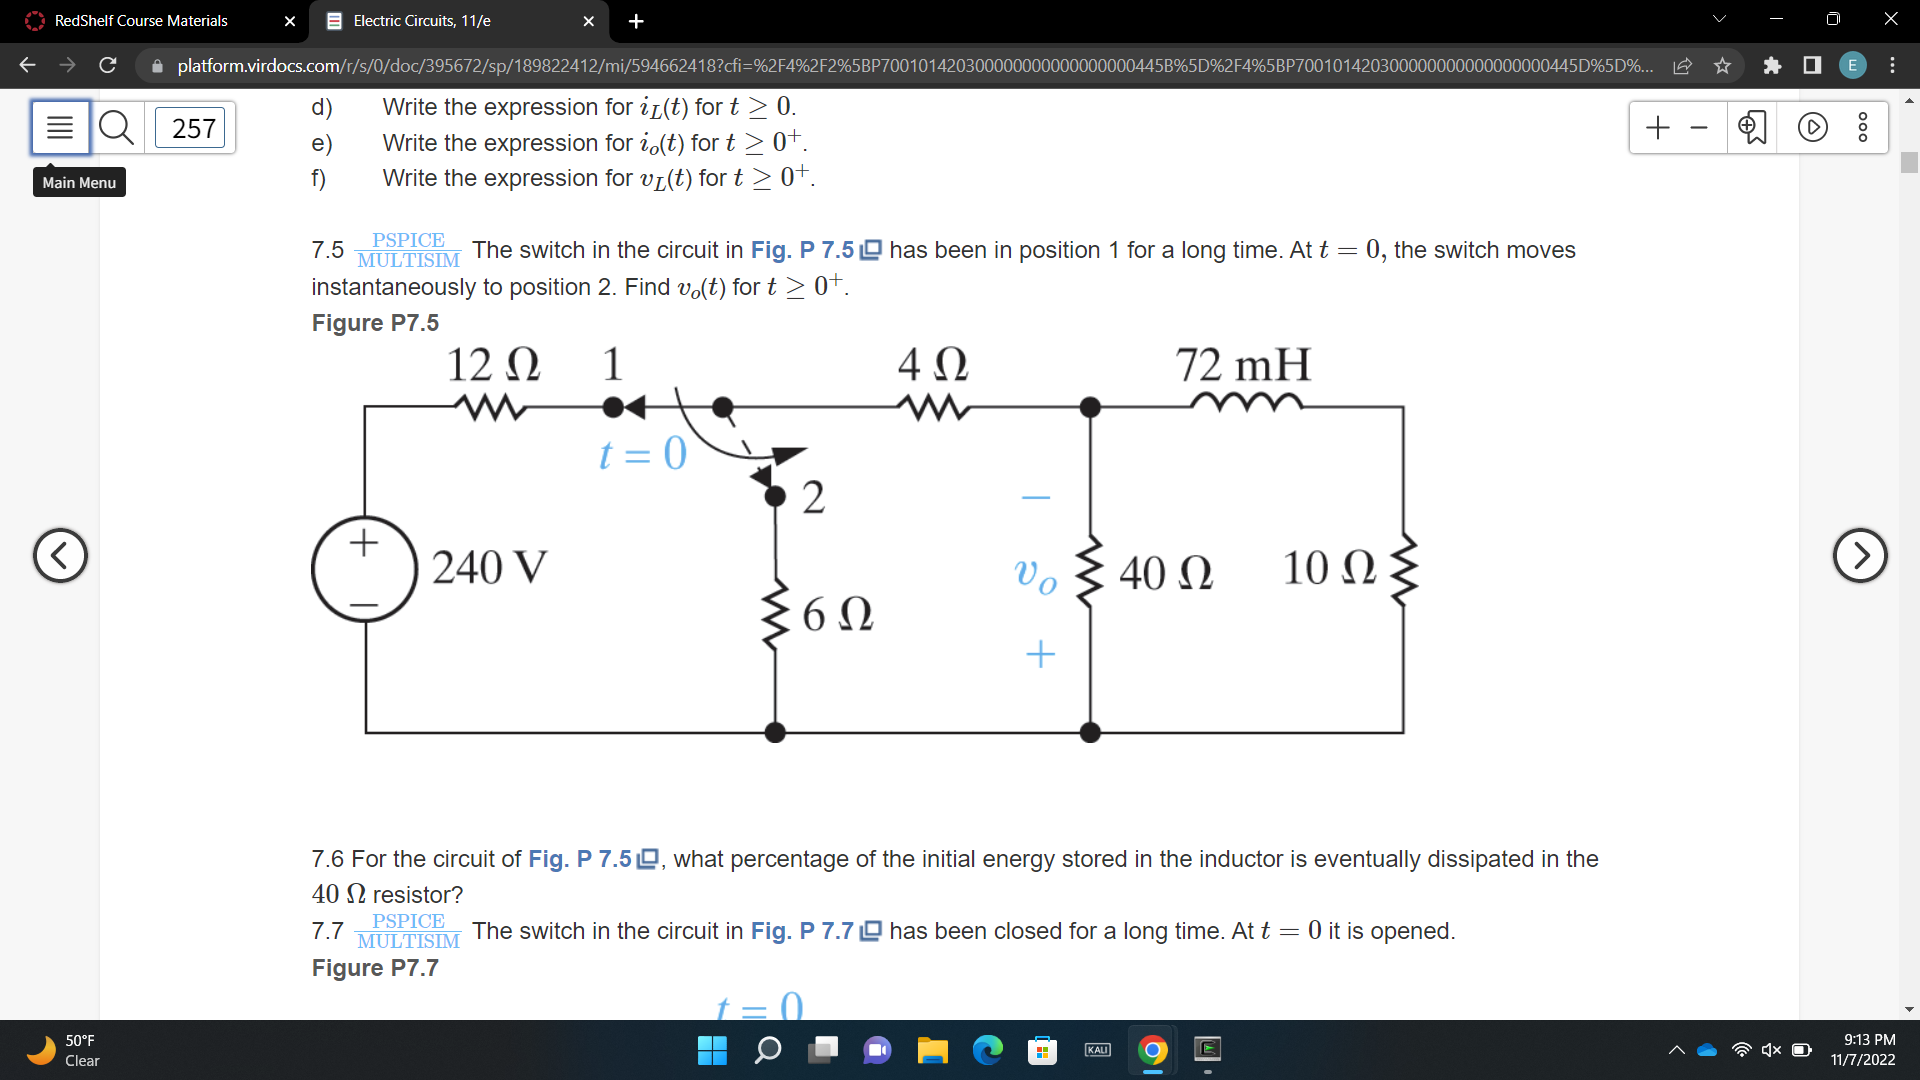 RedShelf Course Materials
Electric Circuits, 11/e
platform.virdocs.com/r/s/0/doc/395672/sp/189822412/mi/594662418?cfi=%2F4%2F2%5BP7001014203000000000000000000445B%5D%2F4%5BP7001014203000000000000000000445D%5D%...
E
257
Main Menu
d) Write the expression for i_L(t) for t ≥ 0.
e) Write the expression for i_o(t) for t ≥ 0⁺.
f) Write the expression for v_L(t) for t ≥ 0⁺.
7.5 PSPICE/MULTISIM The switch in the circuit in Fig. P 7.5 has been in position 1 for a long time. At t = 0, the switch moves
instantaneously to position 2. Find v_o(t) for t ≥ 0⁺.
Figure P7.5
12 Ω 1 4 Ω 72 mH
t = 0
2
+ 240 V −
6 Ω
− v_o +
40 Ω 10 Ω
7.6 For the circuit of Fig. P 7.5, what percentage of the initial energy stored in the inductor is eventually dissipated in the
40 Ω resistor?
7.7 PSPICE/MULTISIM The switch in the circuit in Fig. P 7.7 has been closed for a long time. At t = 0 it is opened.
Figure P7.7
t = 0
50°F
Clear
KALI
9:13 PM
11/7/2022